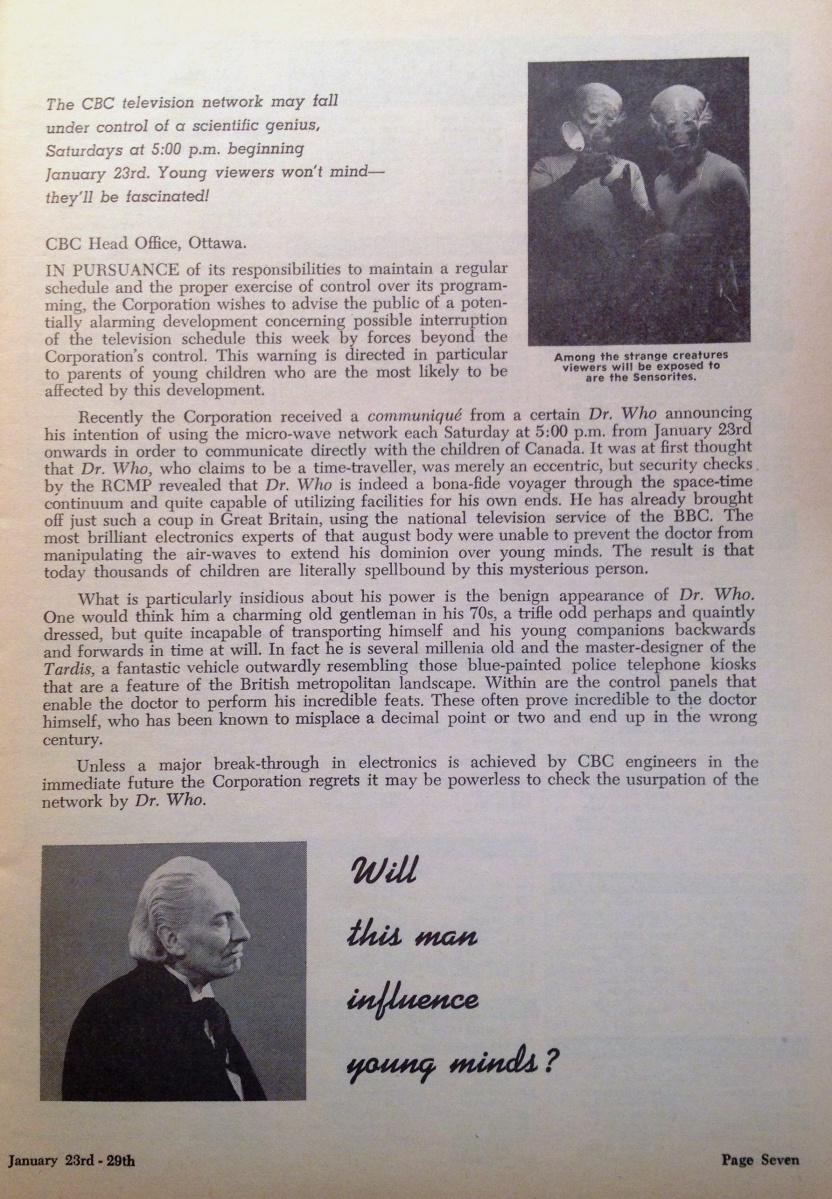 The CBC television network may fall
under control of a scientific genius,
Saturdays at 5:00 p.m. beginning
January 23rd. Young viewers won't mind—
they'll be fascinated!
CBC Head Office, Ottawa.
IN PURSUANCE of its responsibilities to maintain a regular
schedule and the proper exercise of control over its program-
ming, the Corporation wishes to advise the public of a poten-
tially alarming development concerning possible interruption
of the television schedule this week by forces beyond the
Corporation's control. This warning is directed in particular
to parents of young children who are the most likely to be
affected by this development.
Among the strange creatures
viewers will be exposed to
are the Sensorites.
Recently the Corporation received a communiqué from a certain Dr. Who announcing
his intention of using the micro-wave network each Saturday at 5:00 p.m. from January 23rd
onwards in order to communicate directly with the children of Canada. It was at first thought
that Dr. Who, who claims to be a time-traveller, was merely an eccentric, but security checks
by the RCMP revealed that Dr. Who is indeed a bona-fide voyager through the space-time
continuum and quite capable of utilizing facilities for his own ends. He has already brought
off just such a coup in Great Britain, using the national television service of the BBC. The
most brilliant electronics experts of that august body were unable to prevent the doctor from
manipulating the air-waves to extend his dominion over young minds. The result is that
today thousands of children are literally spellbound by this mysterious person.
What is particularly insidious about his power is the benign appearance of Dr. Who.
One would think him a charming old gentleman in his 70s, a trifle odd perhaps and quaintly
dressed, but quite incapable of transporting himself and his young companions backwards
and forwards in time at will. In fact he is several millenia old and the master-designer of the
Tardis, a fantastic vehicle outwardly resembling those blue-painted police telephone kiosks
that are a feature of the British metropolitan landscape. Within are the control panels that
enable the doctor to perform his incredible feats. These often prove incredible to the doctor
himself, who has been known to misplace a decimal point or two and end up in the wrong
century.
Unless a major break-through in electronics is achieved by CBC engineers in the
immediate future the Corporation regrets it may be powerless to check the usurpation of the
network by Dr. Who.
Will
this man
influence
young minds?
January 23rd - 29th
Page Seven